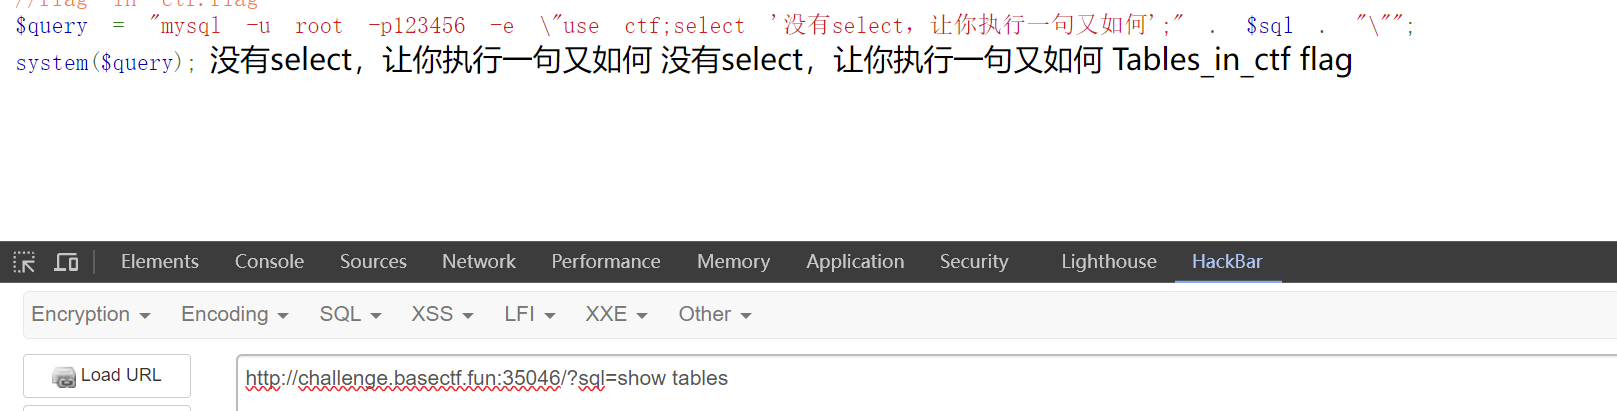 //flag in ctf.flag
$query = "mysql -u root -p123456 -e \"use ctf;select '没有select，让你执行一句又如何';" . $sql . "\"";
system($query); 没有select，让你执行一句又如何 没有select，让你执行一句又如何 Tables_in_ctf flag
Elements Console Sources Network Performance Memory Application Security Lighthouse HackBar
Encryption Encoding SQL XSS LFI XXE Other
Load URL http://challenge.basectf.fun:35046/?sql=show tables